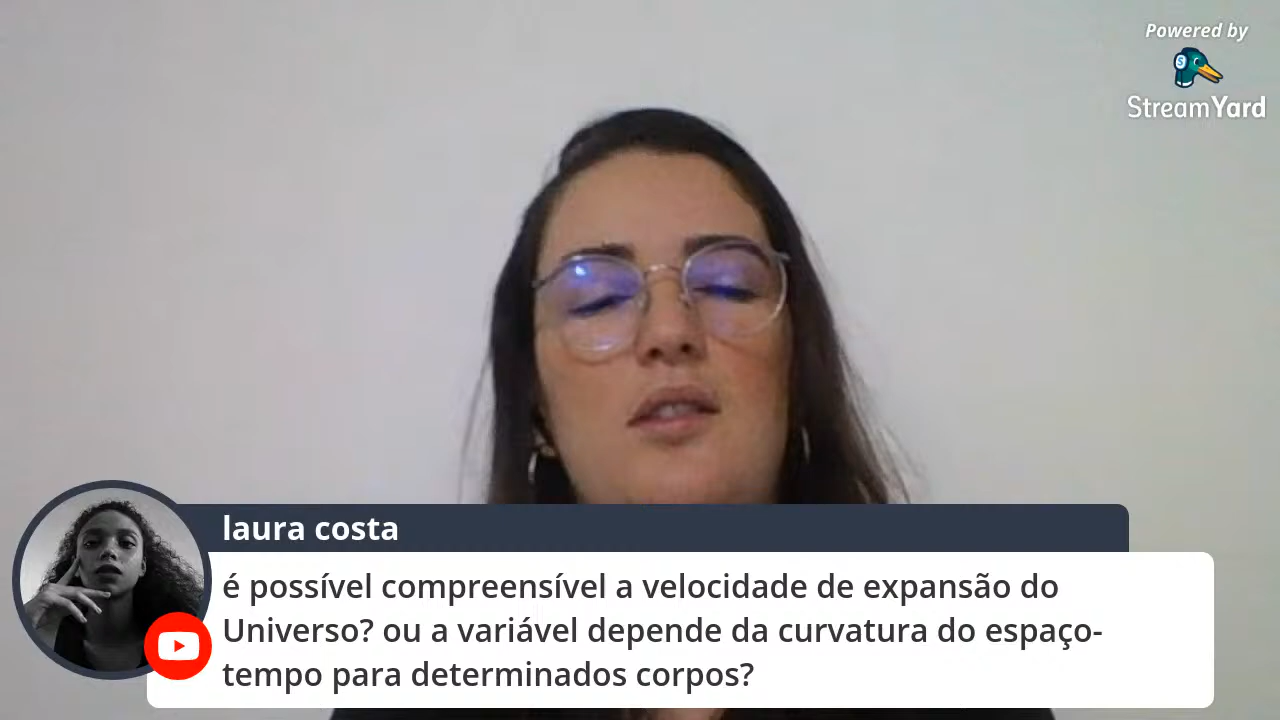 Powered by
StreamYard
laura costa
é possível compreensível a velocidade de expansão do
Universo? ou a variável depende da curvatura do espaço-
tempo para determinados corpos?